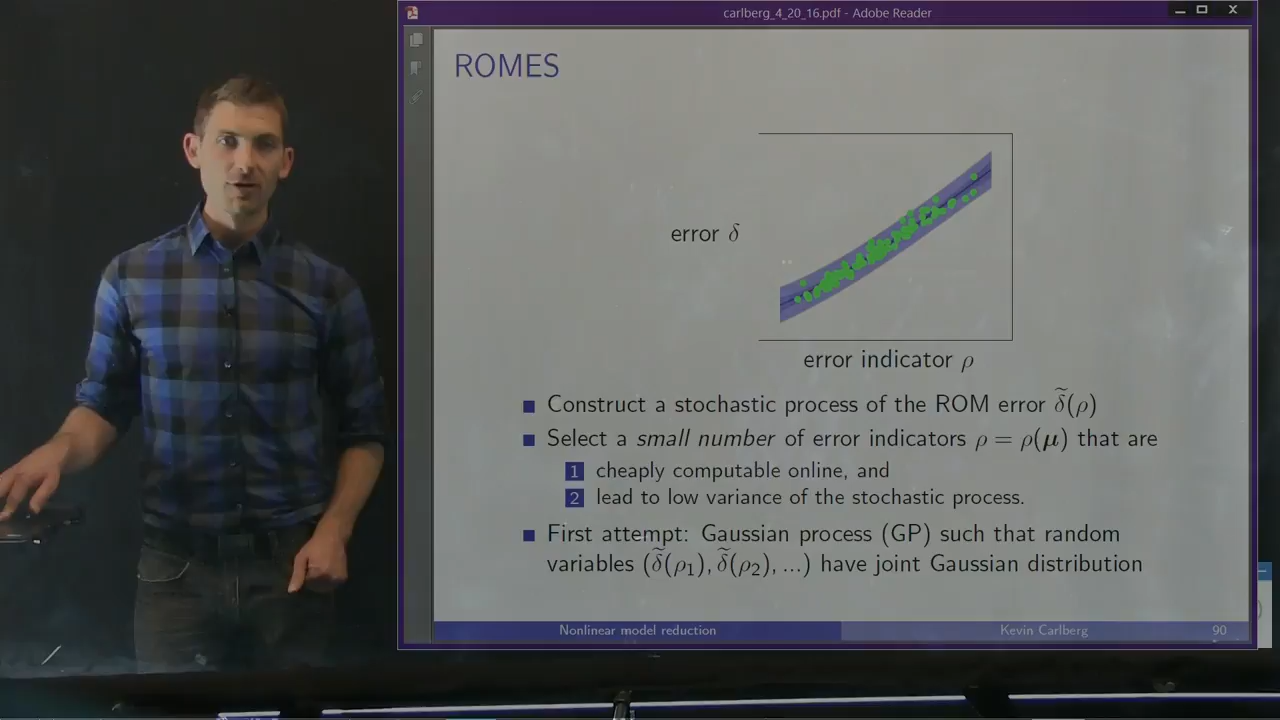 carlberg_4_20_16.pdf - Adobe Reader
ROMES
error δ
error indicator ρ
Construct a stochastic process of the ROM error δ̃(ρ)
Select a small number of error indicators ρ = ρ(μ) that are
1 cheaply computable online, and
2 lead to low variance of the stochastic process.
First attempt: Gaussian process (GP) such that random
variables (δ̃(ρ₁), δ̃(ρ₂), ...) have joint Gaussian distribution
Nonlinear model reduction Kevin Carlberg 90